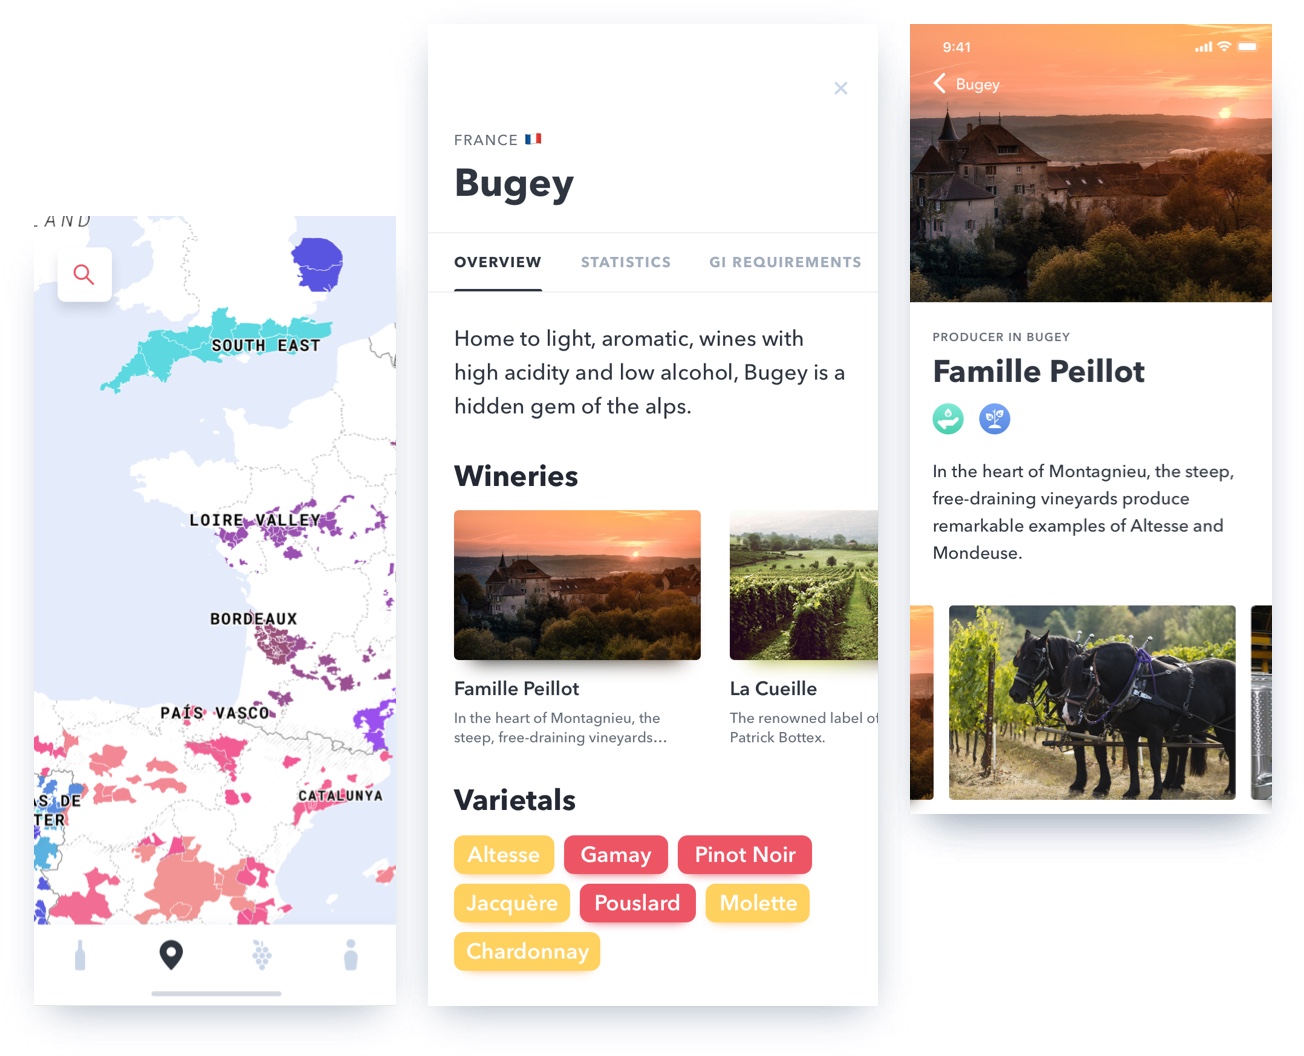 LAND
SOUTH EAST
LOIRE VALLEY
BORDEAUX
PAÍS VASCO
CATALUNYA
AS DE
TER
FRANCE
Bugey
OVERVIEW STATISTICS GI REQUIREMENTS
Home to light, aromatic, wines with
high acidity and low alcohol, Bugey is a
hidden gem of the alps.
Wineries
Famille Peillot
In the heart of Montagnieu, the
steep, free-draining vineyards...
La Cueille
The renowned label of
Patrick Bottex.
Varietals
Altesse Gamay Pinot Noir
Jacquère Pouslard Molette
Chardonnay
9:41
Bugey
PRODUCER IN BUGEY
Famille Peillot
In the heart of Montagnieu, the steep,
free-draining vineyards produce
remarkable examples of Altesse and
Mondeuse.